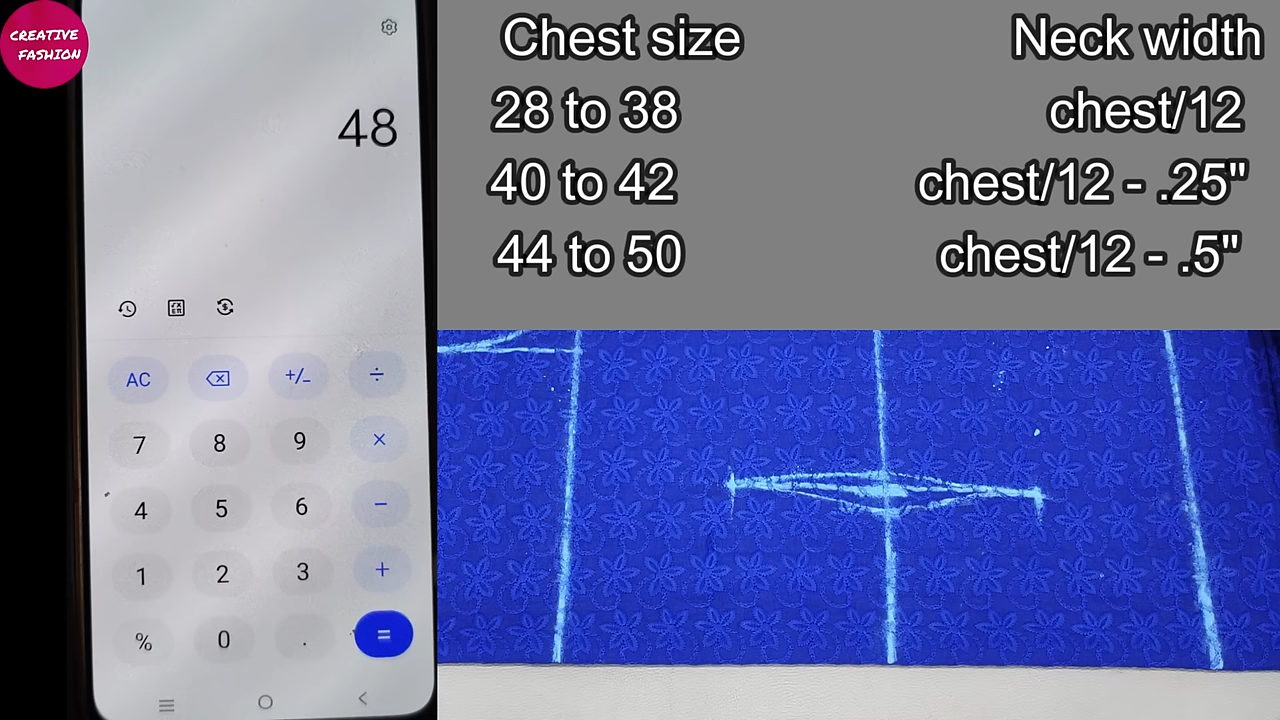 CREATIVE
FASHION
48
AC
+/-
÷
7 8 9 ×
4 5 6 −
1 2 3 +
% 0 . =
Chest size Neck width
28 to 38 chest/12
40 to 42 chest/12 - .25"
44 to 50 chest/12 - .5"